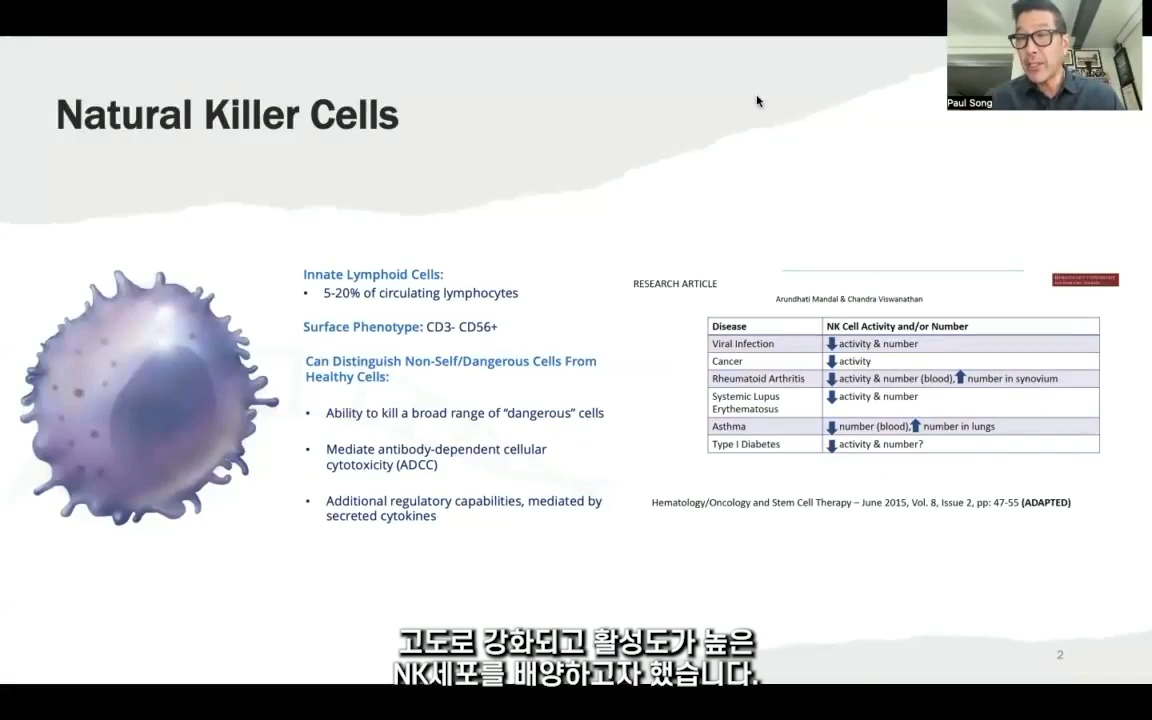 Paul Song
Natural Killer Cells
Innate Lymphoid Cells:
• 5-20% of circulating lymphocytes
Surface Phenotype: CD3- CD56+
Can Distinguish Non-Self/Dangerous Cells From
Healthy Cells:
• Ability to kill a broad range of “dangerous” cells
• Mediate antibody-dependent cellular
cytotoxicity (ADCC)
• Additional regulatory capabilities, mediated by
secreted cytokines
RESEARCH ARTICLE
Arundhati Mandal & Chandra Viswanathan
Disease NK Cell Activity and/or Number
Viral Infection activity & number
Cancer activity
Rheumatoid Arthritis activity & number (blood), number in synovium
Systemic Lupus activity & number
Erythematosus
Asthma number (blood), number in lungs
Type I Diabetes activity & number?
Hematology/Oncology and Stem Cell Therapy – June 2015, Vol. 8, Issue 2, pp: 47-55 (ADAPTED)
고도로 강화되고 활성도가 높은
NK세포를 배양하고자 했습니다.
2